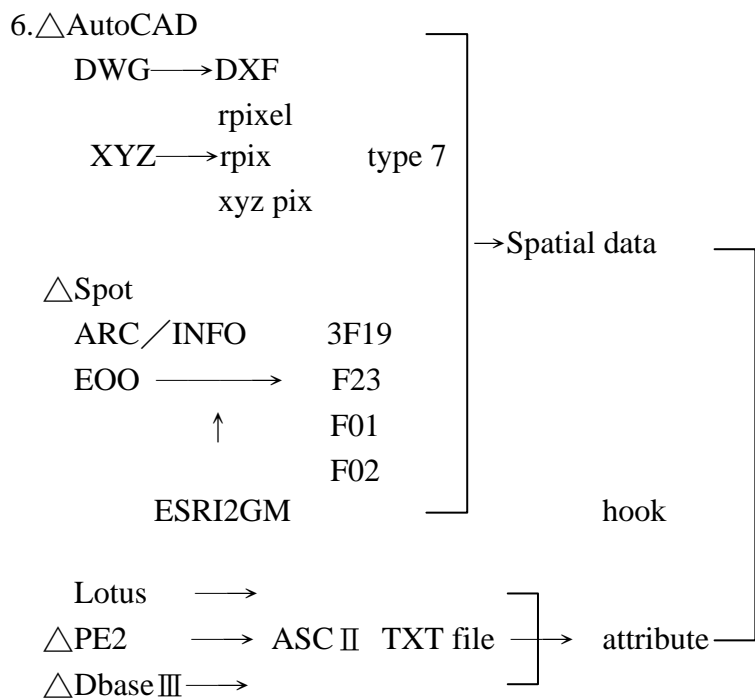 6.△AutoCAD
DWG→DXF
rpixel
XYZ→rpix type 7
xyz pix
→Spatial data
△Spot
ARC／INFO 3F19
EOO → F23
↑ F01
F02
ESRI2GM hook
Lotus →
△PE2 → ASCⅡ TXT file → attribute
△DbaseⅢ→